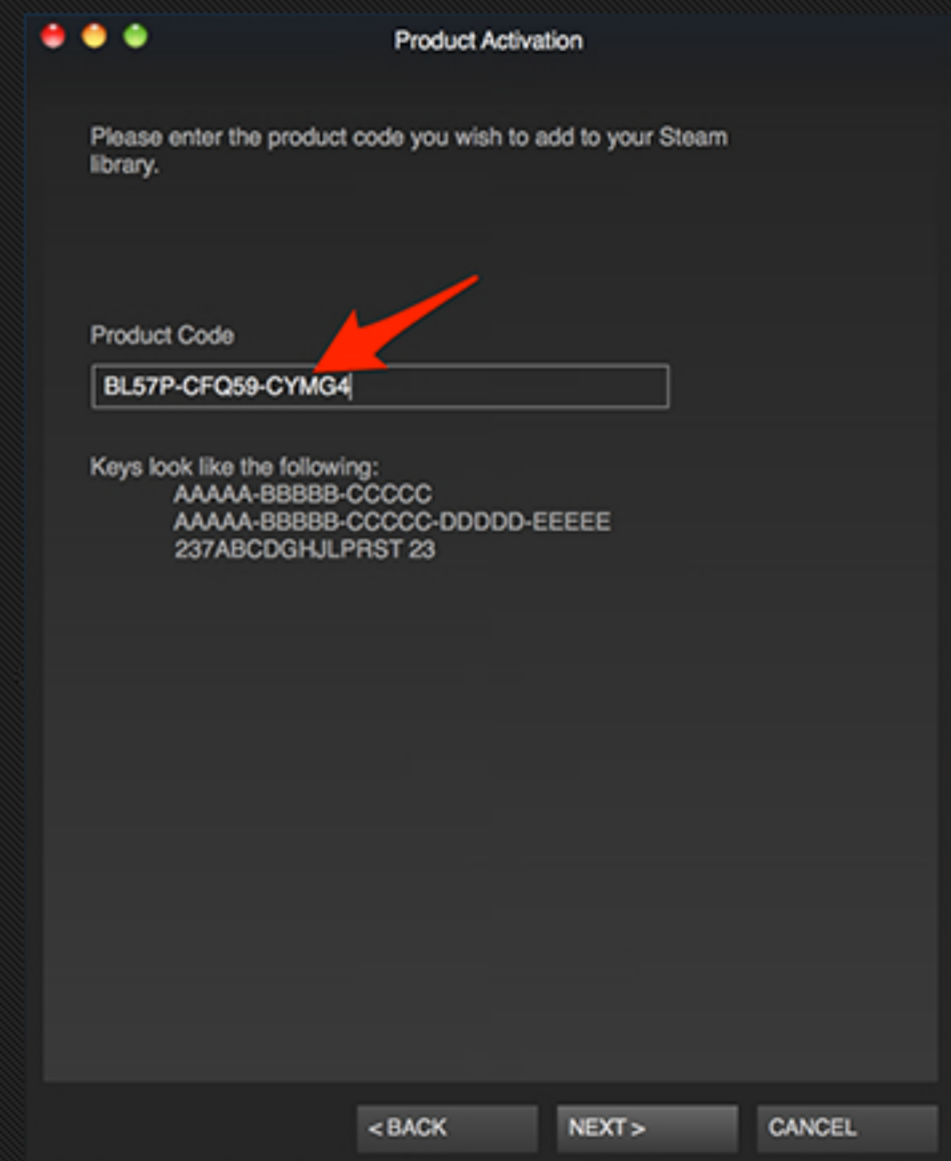 Product Activation
Please enter the product code you wish to add to your Steam
library.
Product Code
BL57P-CFQ59-CYMG4
Keys look like the following:
AAAAA-BBBBB-CCCCC
AAAAA-BBBBB-CCCCC-DDDDD-EEEEE
237ABCDGHJLPRST 23
< BACK NEXT > CANCEL